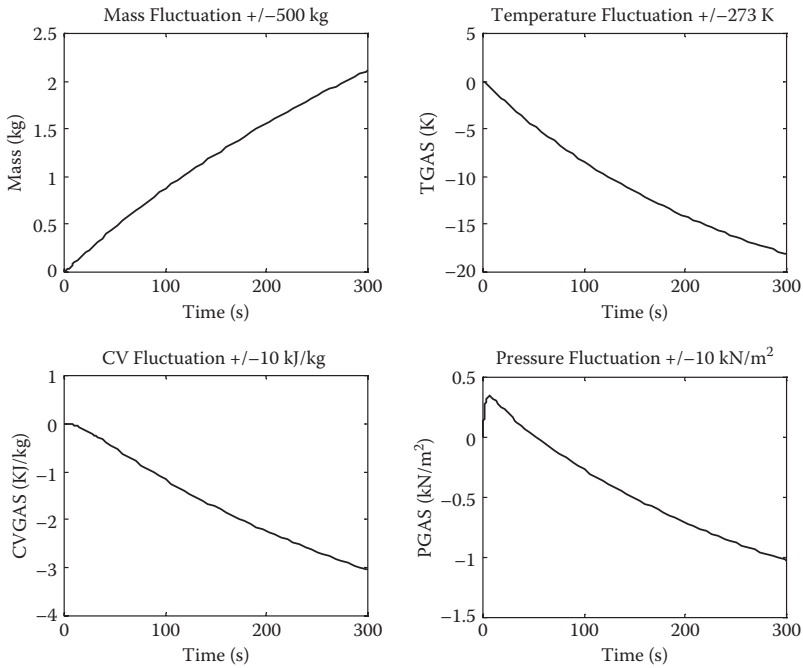 Mass Fluctuation +/−500 kg
2.5
2
1.5
1
0.5
0
Mass (kg)
0 100 200 300
Time (s)
Temperature Fluctuation +/−273 K
5
0
−5
−10
−15
−20
TGAS (K)
0 100 200 300
Time (s)
CV Fluctuation +/−10 kJ/kg
1
0
−1
−2
−3
−4
CVGAS (KJ/kg)
0 100 200 300
Time (s)
Pressure Fluctuation +/−10 kN/m²
0.5
0
−0.5
−1
−1.5
PGAS (kN/m²)
0 100 200 300
Time (s)